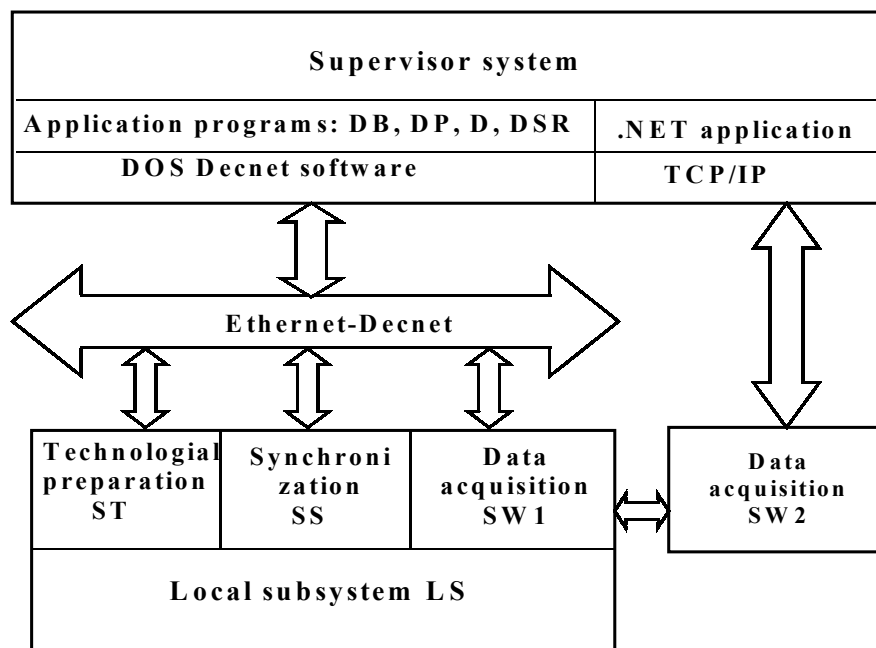 Supervisor system
Application programs: DB, DP, D, DSR
.NET application
DOS Decnet software
TCP/IP
Ethernet-Decnet
Technologial
preparation
ST
Synchroni
zation
SS
Data
acquisition
SW1
Data
acquisition
SW2
Local subsystem LS